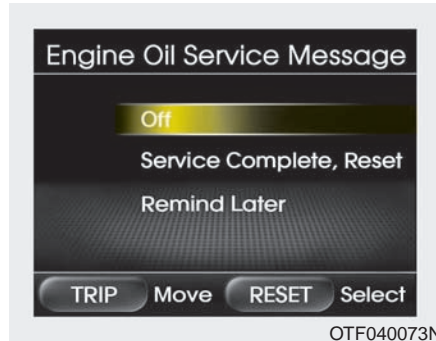 Engine Oil Service Message
Off
Service Complete, Reset
Remind Later
TRIP Move RESET Select
OTF040073N